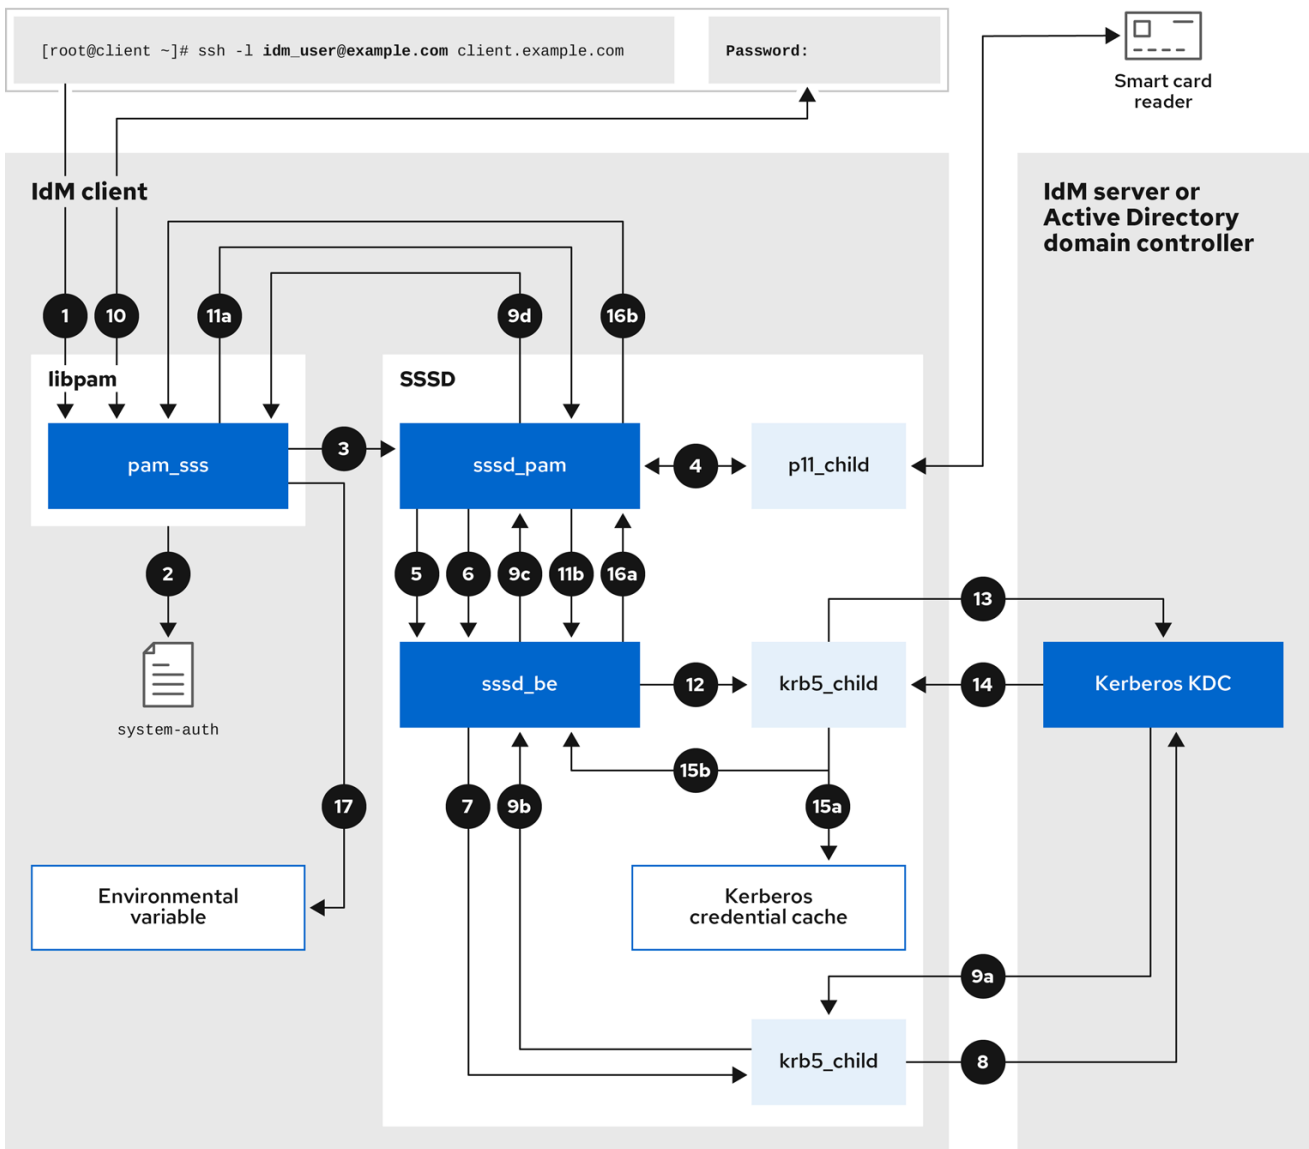 [root@client ~]# ssh -l idm_user@example.com client.example.com
Password:
Smart card
reader
IdM client
IdM server or
Active Directory
domain controller
1
10
11a
9d
16b
libpam
SSSD
pam_sss
3
sssd_pam
4
p11_child
2
5
6
9c
11b
16a
13
system-auth
sssd_be
12
krb5_child
14
Kerberos KDC
15b
17
7
9b
15a
Environmental
variable
Kerberos
credential cache
9a
krb5_child
8